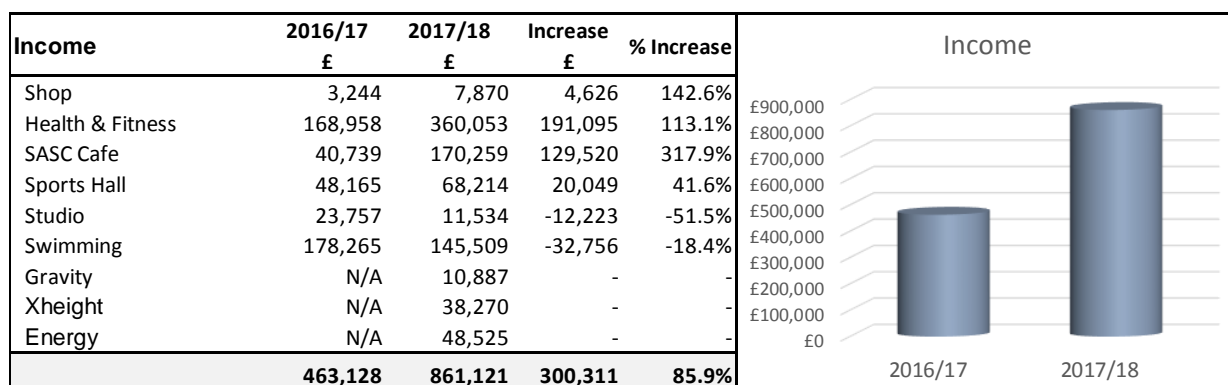 Income 2016/17 2017/18 Increase % Increase
£ £ £
Shop 3,244 7,870 4,626 142.6%
Health & Fitness 168,958 360,053 191,095 113.1%
SASC Cafe 40,739 170,259 129,520 317.9%
Sports Hall 48,165 68,214 20,049 41.6%
Studio 23,757 11,534 -12,223 -51.5%
Swimming 178,265 145,509 -32,756 -18.4%
Gravity N/A 10,887 - -
Xheight N/A 38,270 - -
Energy N/A 48,525 - -
463,128 861,121 300,311 85.9%
Income
£900,000
£800,000
£700,000
£600,000
£500,000
£400,000
£300,000
£200,000
£100,000
£0
2016/17 2017/18